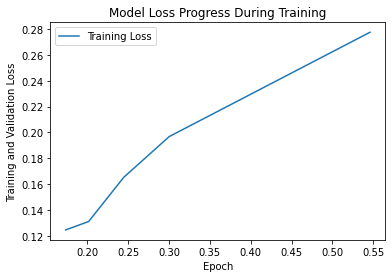 Model Loss Progress During Training
Training Loss
Training and Validation Loss
0.28
0.26
0.24
0.22
0.20
0.18
0.16
0.14
0.12
0.20 0.25 0.30 0.35 0.40 0.45 0.50 0.55
Epoch